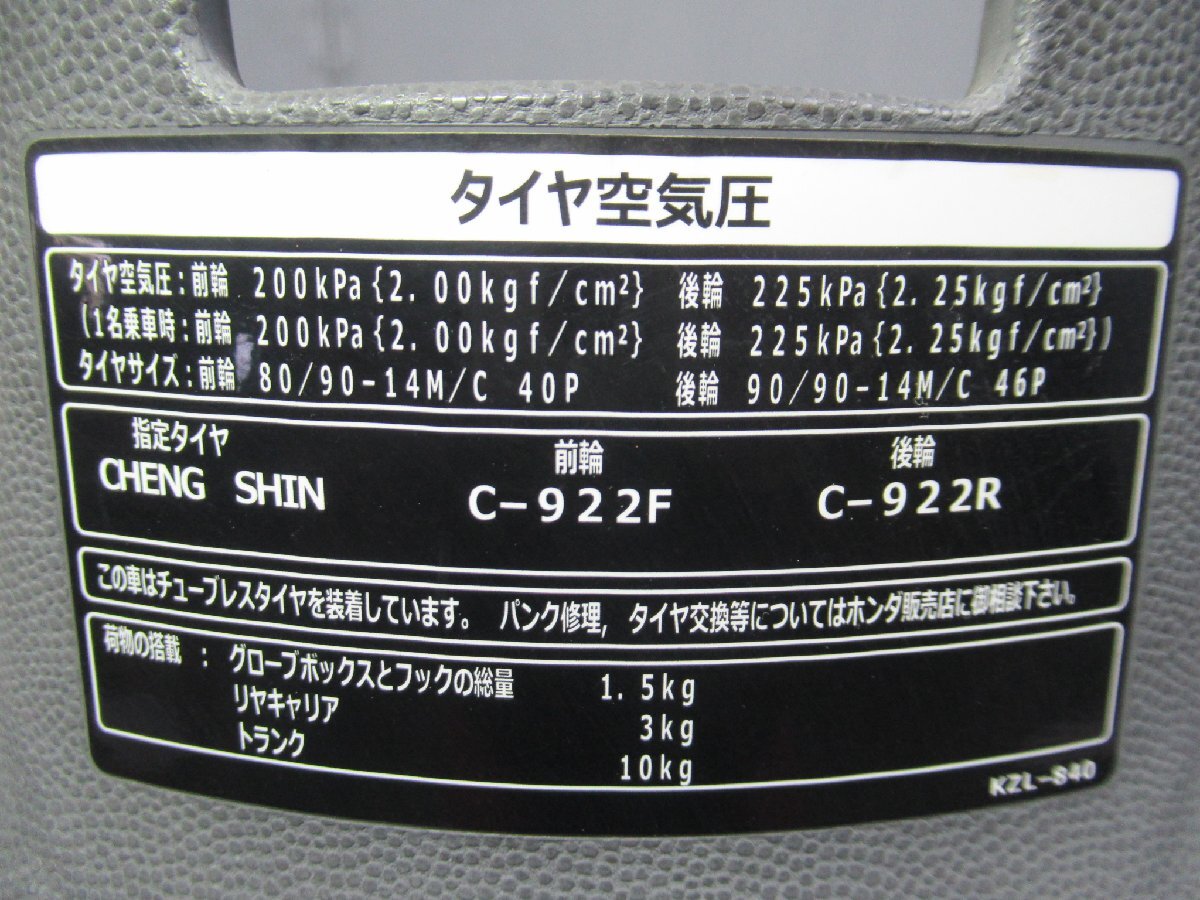 タイヤ空気圧
タイヤ空気圧：前輪 200kPa{2.00kgf/cm²} 後輪 225kPa{2.25kgf/cm²}
(1名乗車時：前輪 200kPa{2.00kgf/cm²} 後輪 225kPa{2.25kgf/cm²})
タイヤサイズ：前輪 80/90-14M/C 40P 後輪 90/90-14M/C 46P
指定タイヤ 前輪 後輪
CHENG SHIN C-922F C-922R
この車はチューブレスタイヤを装着しています。 パンク修理, タイヤ交換等についてはホンダ販売店に御相談下さい。
荷物の搭載 : グローブボックスとフックの総量 1.5kg
リヤキャリア 3kg
トランク 10kg
KZL-840